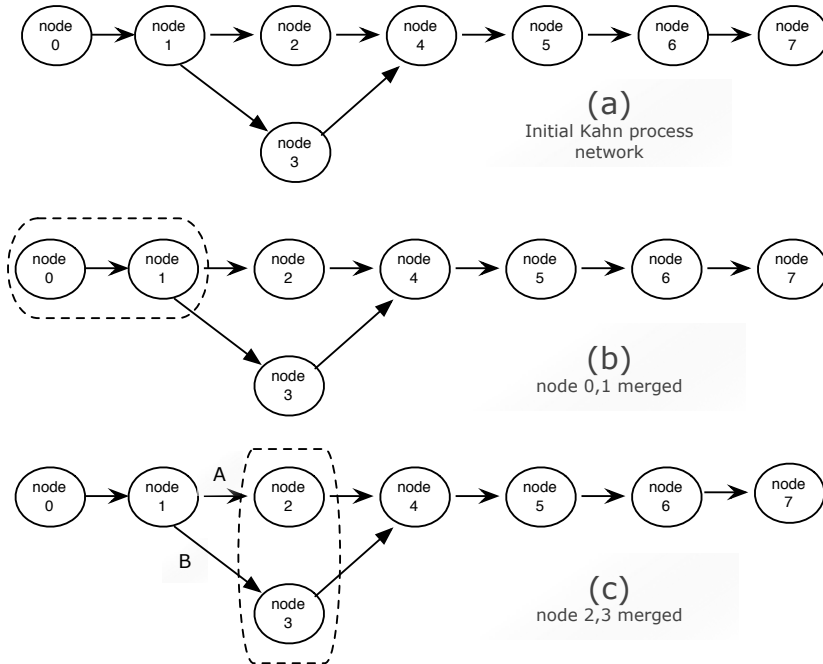 node
0
node
1
node
2
node
4
node
5
node
6
node
7
node
3
(a)
Initial Kahn process
network
node
0
node
1
node
2
node
4
node
5
node
6
node
7
node
3
(b)
node 0,1 merged
A
node
0
node
1
node
2
node
4
node
5
node
6
node
7
B
node
3
(c)
node 2,3 merged